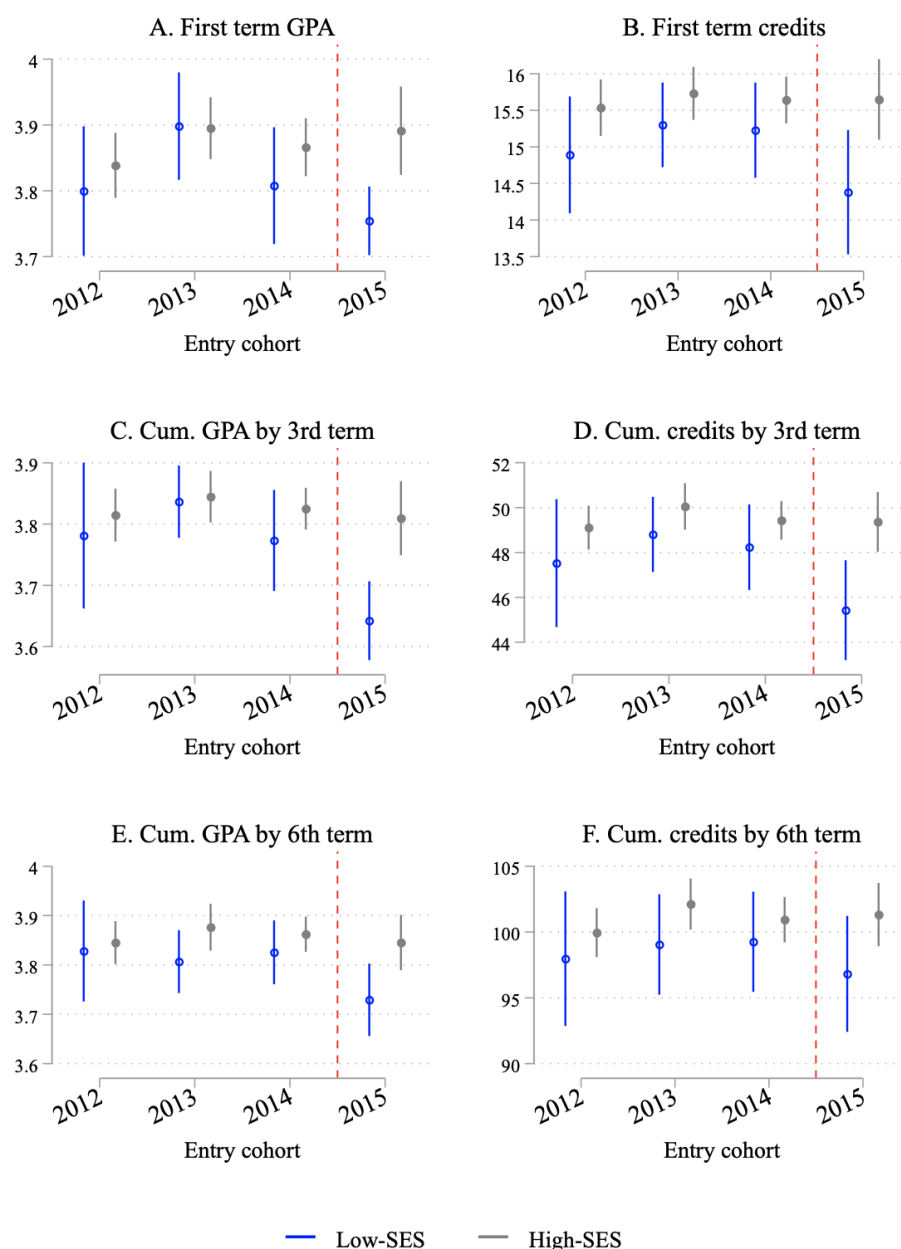 A. First term GPA
4
3.9
3.8
3.7
2012 2013 2014 2015
Entry cohort
B. First term credits
16
15.5
15
14.5
14
13.5
2012 2013 2014 2015
Entry cohort
C. Cum. GPA by 3rd term
3.9
3.8
3.7
3.6
2012 2013 2014 2015
Entry cohort
D. Cum. credits by 3rd term
52
50
48
46
44
2012 2013 2014 2015
Entry cohort
E. Cum. GPA by 6th term
4
3.9
3.8
3.7
3.6
2012 2013 2014 2015
Entry cohort
F. Cum. credits by 6th term
105
100
95
90
2012 2013 2014 2015
Entry cohort
Low-SES High-SES